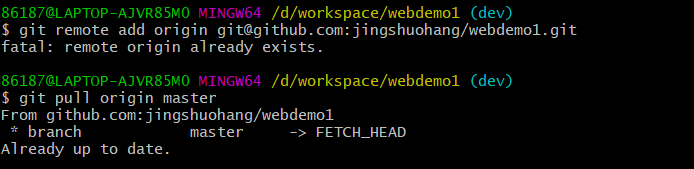 86187@LAPTOP-AJVR85MO MINGW64 /d/workspace/webdemo1 (dev)
$ git remote add origin git@github.com:jingshuohang/webdemo1.git
fatal: remote origin already exists.
86187@LAPTOP-AJVR85MO MINGW64 /d/workspace/webdemo1 (dev)
$ git pull origin master
From github.com:jingshuohang/webdemo1
 * branch            master     -> FETCH_HEAD
Already up to date.